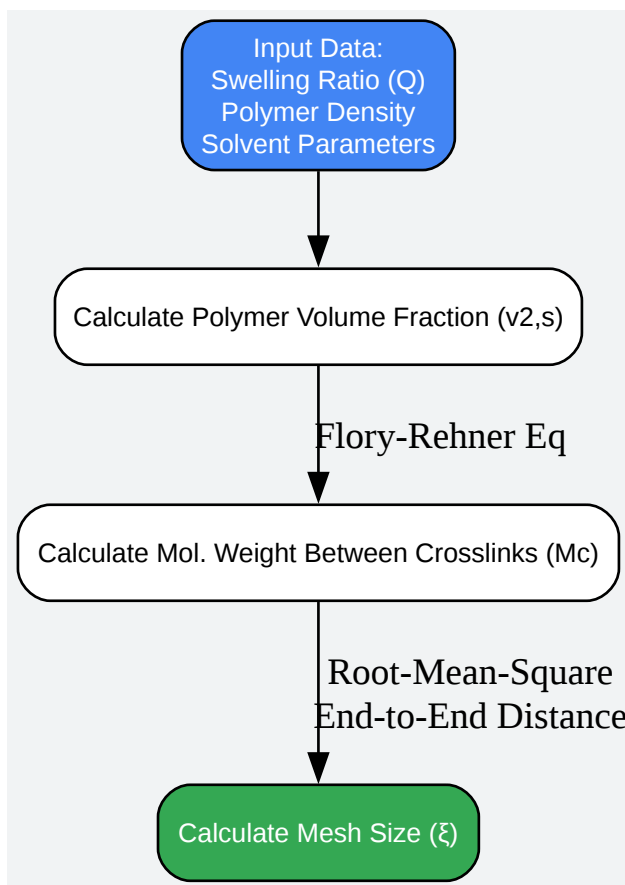 Input Data:
Swelling Ratio (Q)
Polymer Density
Solvent Parameters
Calculate Polymer Volume Fraction (v2,s)
Flory-Rehner Eq
Calculate Mol. Weight Between Crosslinks (Mc)
Root-Mean-Square
End-to-End Distance
Calculate Mesh Size (ξ)